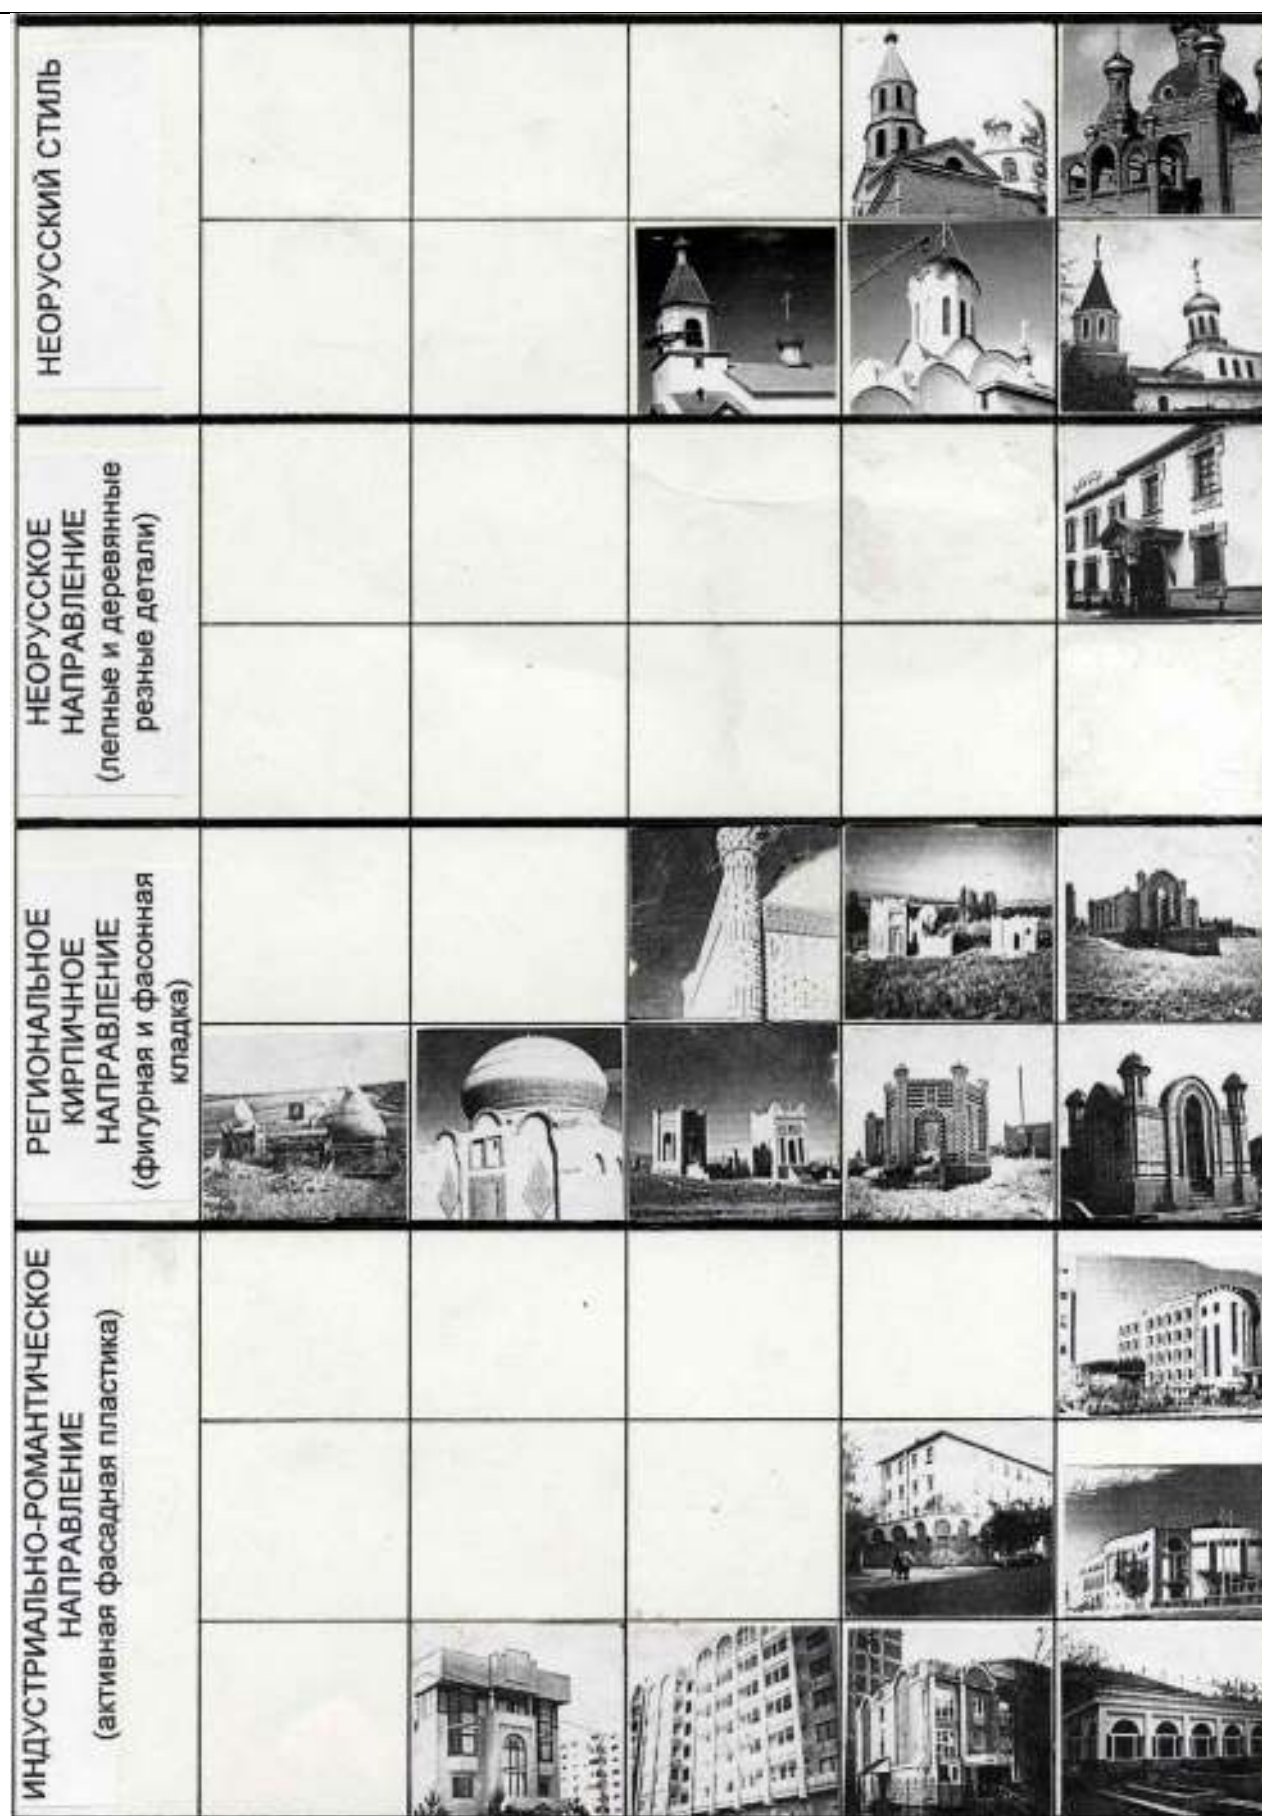 НЕОРУССКИЙ СТИЛЬ
НЕОРУССКОЕ
НАПРАВЛЕНИЕ
(лепные и деревянные
резные детали)
РЕГИОНАЛЬНОЕ
КИРПИЧНОЕ
НАПРАВЛЕНИЕ
(фигурная и фасонная
кладка)
ИНДУСТРИАЛЬНО-РОМАНТИЧЕСКОЕ
НАПРАВЛЕНИЕ
(активная фасадная пластика)